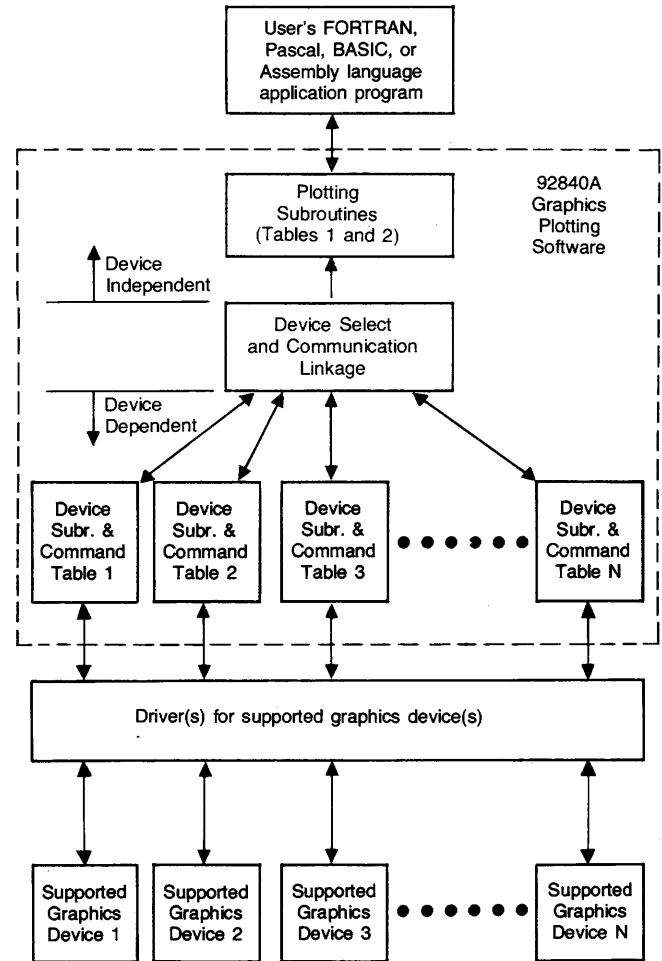 User's FORTRAN,
Pascal, BASIC, or
Assembly language
application program
Plotting
Subroutines
(Tables 1 and 2)
92840A
Graphics
Plotting
Software
Device
Independent
Device Select
and Communication
Linkage
Device
Dependent
Device
Subr. &
Command
Table 1
Device
Subr. &
Command
Table 2
Device
Subr. &
Command
Table 3
Device
Subr. &
Command
Table N
Driver(s) for supported graphics device(s)
Supported
Graphics
Device 1
Supported
Graphics
Device 2
Supported
Graphics
Device 3
Supported
Graphics
Device N